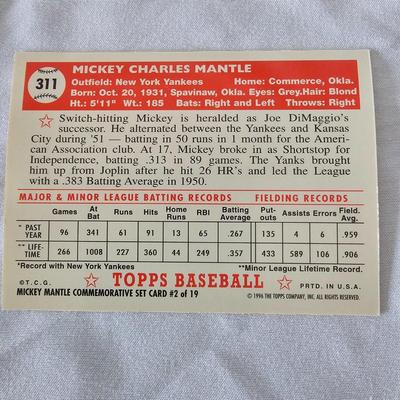 311
MICKEY CHARLES MANTLE
Outfield: New York Yankees Home: Commerce, Okla.
Born: Oct. 20, 1931, Spavinaw, Okla. Eyes: Grey. Hair: Blond
Ht.: 5'11" Wt.: 185 Bats: Right and Left Throws: Right
Switch-hitting Mickey is heralded as Joe DiMaggio's
successor. He alternated between the Yankees and Kansas
City during '51 — batting in 50 runs in 1 month for the Ameri-
can Association club. At 17, Mickey broke in as Shortstop for
Independence, batting .313 in 89 games. The Yanks brought
him up from Joplin after he hit 26 HR's and led the League
with a .383 Batting Average in 1950.
MAJOR & MINOR LEAGUE BATTING RECORDS FIELDING RECORDS
Games At Bat Runs Hits Home Runs RBI Batting Average Put-outs Assists Errors Field. Avg.
* PAST YEAR 96 341 61 91 13 65 .267 135 4 6 .959
** LIFE-TIME 266 1008 227 360 44 249 .357 433 580 106 .906
*Record with New York Yankees **Minor League Lifetime Record.
©T.C.G. TOPPS BASEBALL PRTD. IN U.S.A.
MICKEY MANTLE COMMEMORATIVE SET CARD #2 of 19 © 1996 THE TOPPS COMPANY, INC. ALL RIGHTS RESERVED.